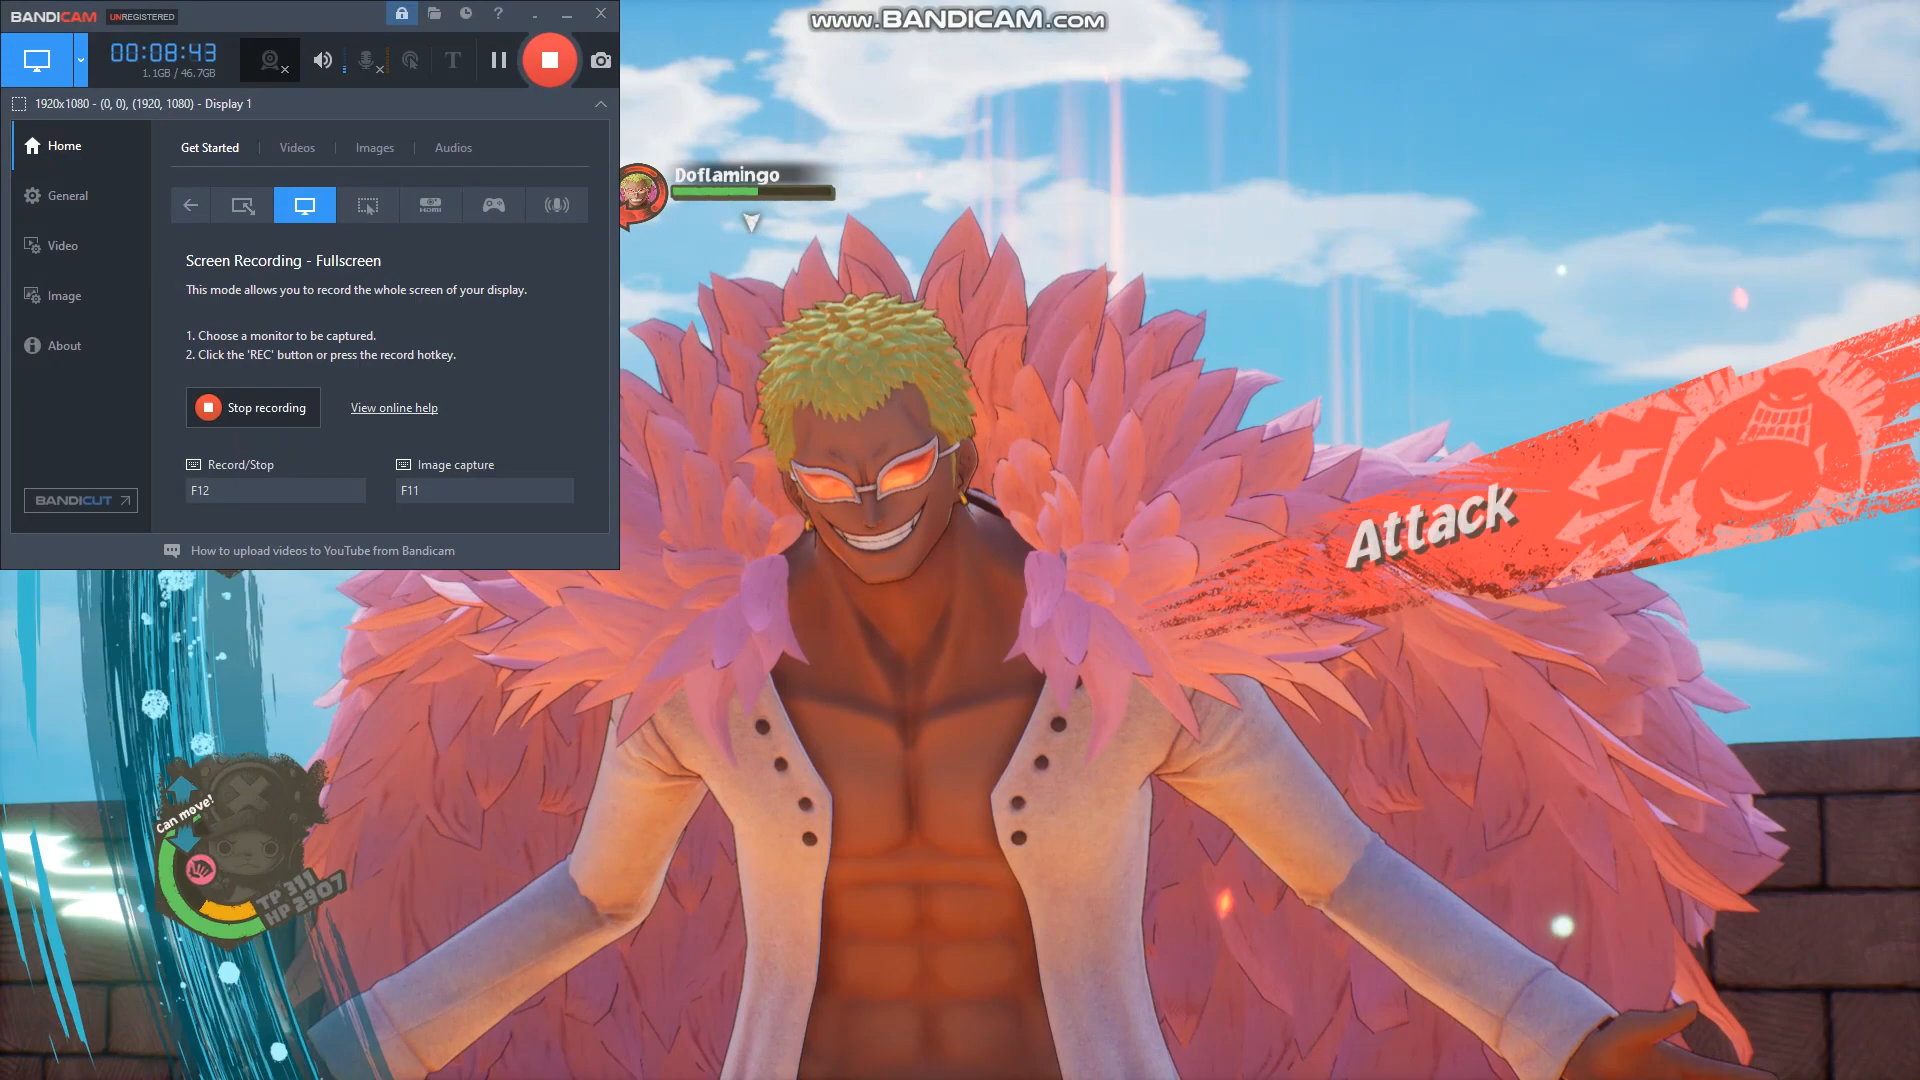 BANDICAM UNREGISTERED
www.BANDICAM.com
00:08:43
1.1GB / 46.7GB
1920x1080 - (0, 0), (1920, 1080) - Display 1
Home
General
Video
Image
About
BANDICUT
Get Started
Videos
Images
Audios
HDMI
Screen Recording - Fullscreen
This mode allows you to record the whole screen of your display.
1. Choose a monitor to be captured.
2. Click the 'REC' button or press the record hotkey.
Stop recording
View online help
Record/Stop
Image capture
F12
F11
How to upload videos to YouTube from Bandicam
Doflamingo
Attack
Can move!
TP 311
HP 2907